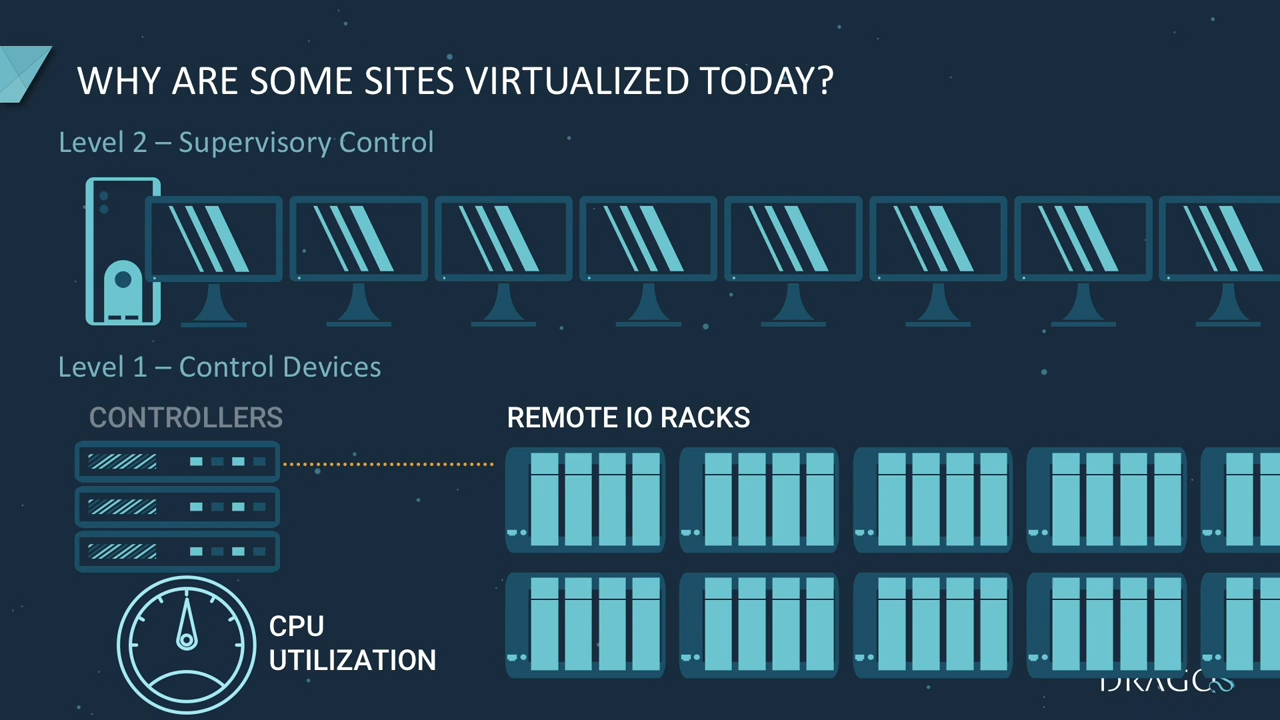 WHY ARE SOME SITES VIRTUALIZED TODAY?
Level 2 – Supervisory Control
Level 1 – Control Devices
CONTROLLERS
REMOTE IO RACKS
CPU
UTILIZATION
DRAGOS